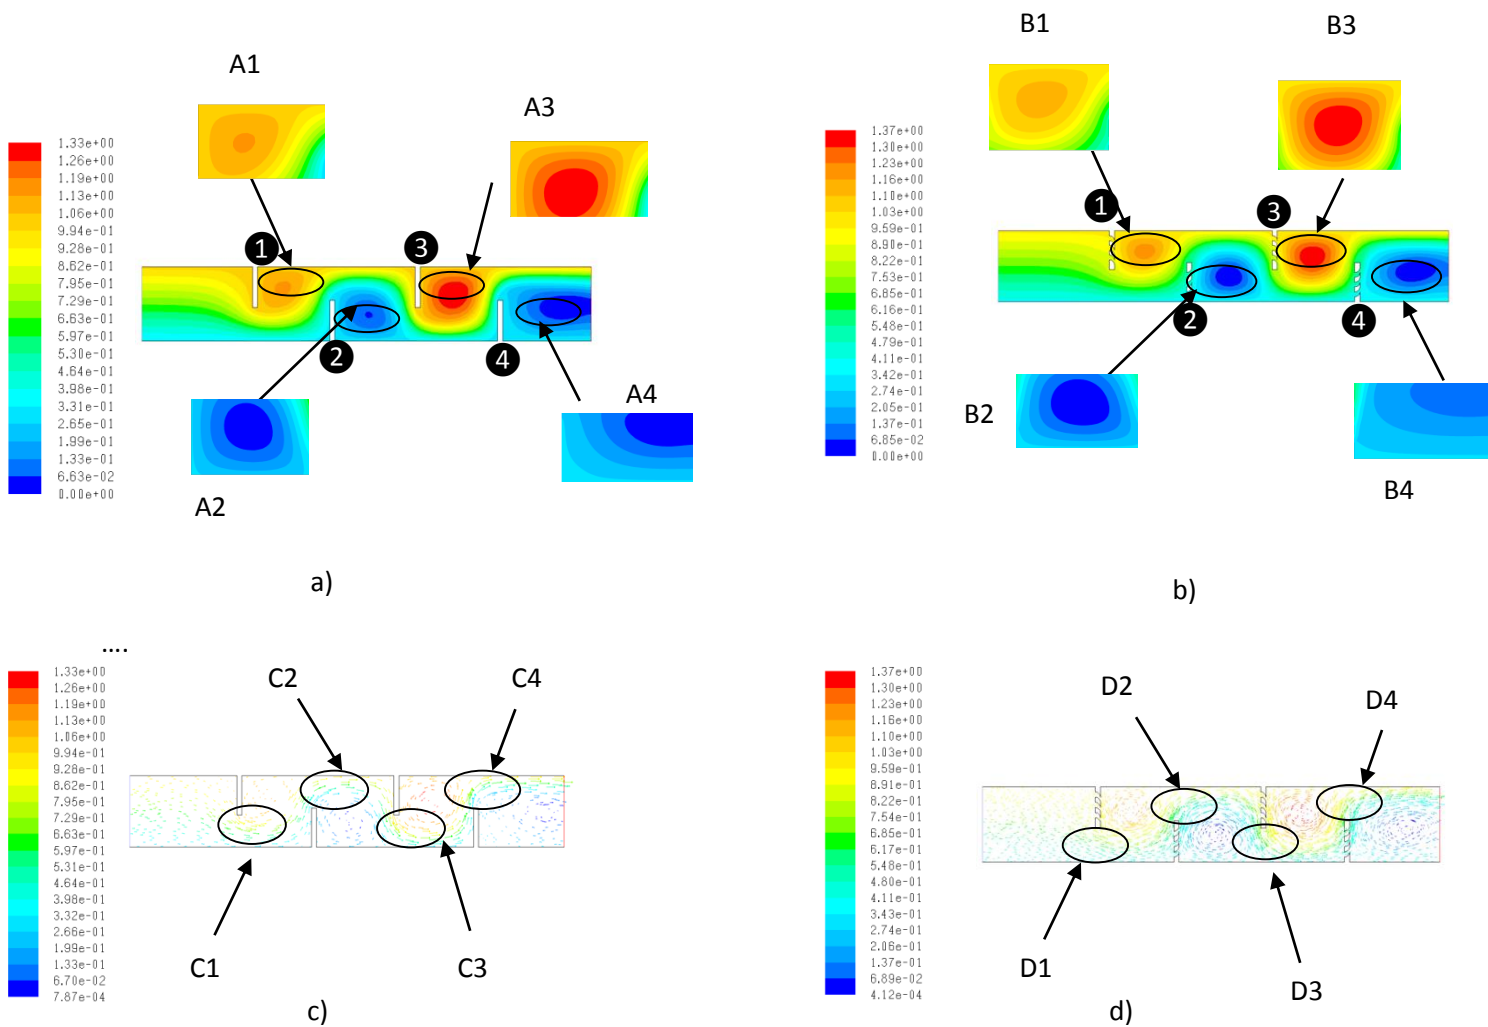 A1
A3
1.33e+00
1.26e+00
1.19e+00
1.13e+00
1.06e+00
9.94e-01
9.28e-01
8.62e-01
7.95e-01
7.29e-01
6.63e-01
5.97e-01
5.30e-01
4.64e-01
3.98e-01
3.31e-01
2.65e-01
1.99e-01
1.33e-01
6.63e-02
0.00e+00
1
3
2
4
A4
A2
a)
B1
B3
1.37e+00
1.30e+00
1.23e+00
1.16e+00
1.10e+00
1.03e+00
9.59e-01
8.90e-01
8.22e-01
7.53e-01
6.85e-01
6.16e-01
5.48e-01
4.79e-01
4.11e-01
3.42e-01
2.74e-01
2.05e-01
1.37e-01
6.85e-02
0.00e+00
1
3
2
4
B2
B4
b)
....
C2
C4
1.33e+00
1.26e+00
1.19e+00
1.13e+00
1.06e+00
9.94e-01
9.28e-01
8.62e-01
7.95e-01
7.29e-01
6.63e-01
5.97e-01
5.31e-01
4.64e-01
3.98e-01
3.32e-01
2.66e-01
1.99e-01
1.33e-01
6.70e-02
7.87e-04
C1
C3
c)
D2
D4
1.37e+00
1.30e+00
1.23e+00
1.16e+00
1.10e+00
1.03e+00
9.59e-01
8.91e-01
8.22e-01
7.54e-01
6.85e-01
6.17e-01
5.48e-01
4.80e-01
4.11e-01
3.43e-01
2.74e-01
2.06e-01
1.37e-01
6.89e-02
4.12e-04
D1
D3
d)